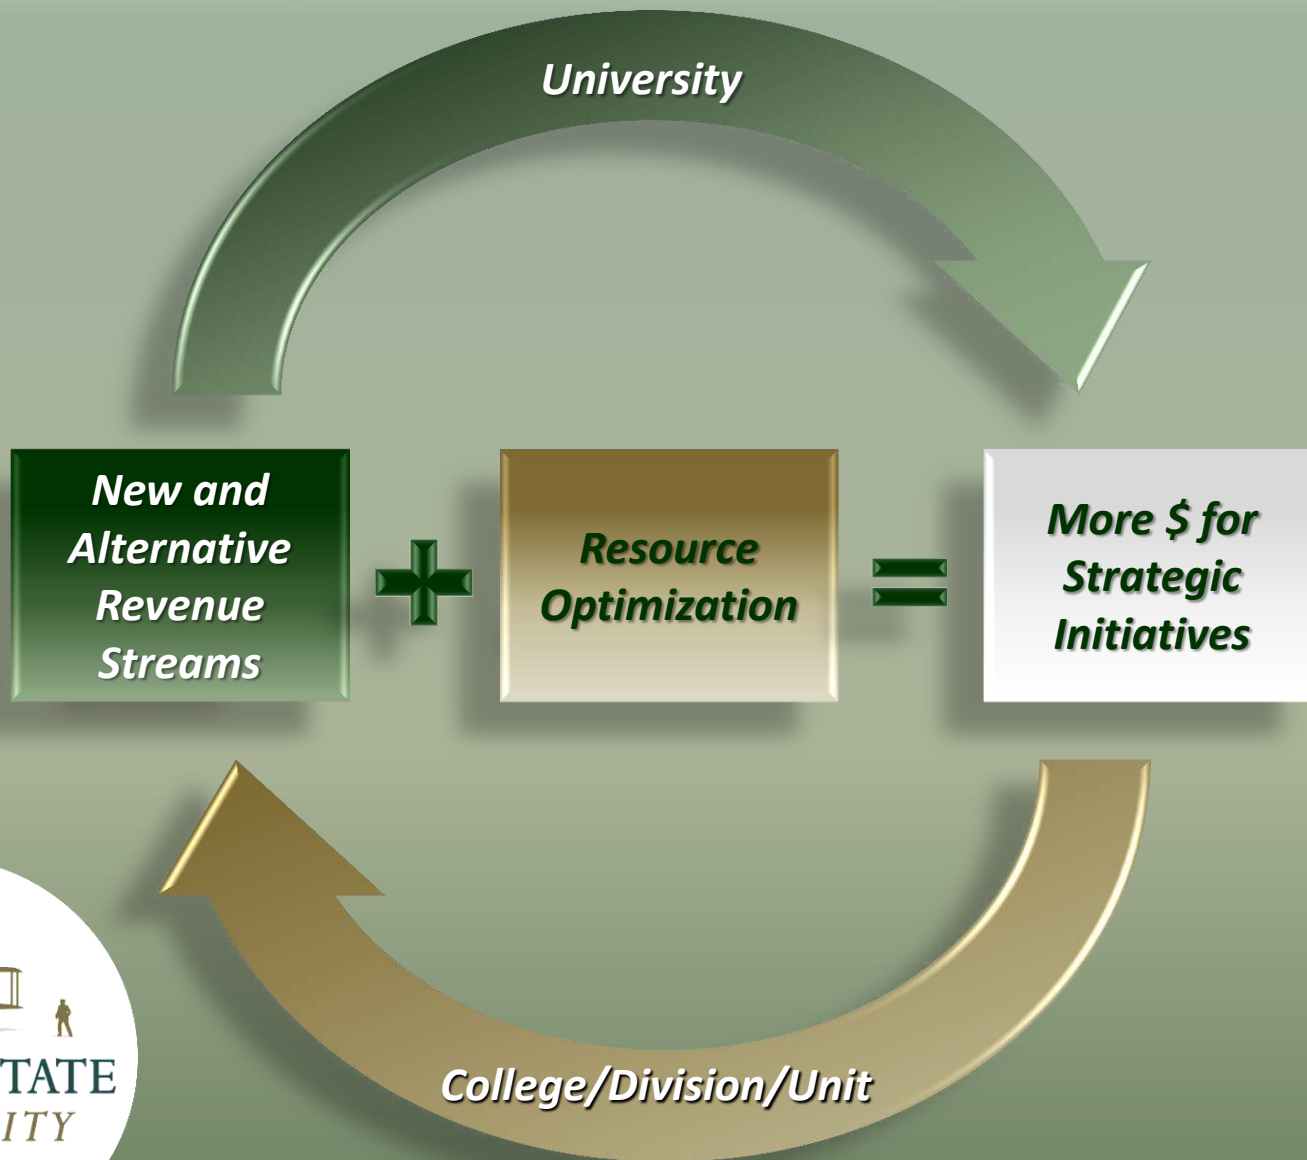 University
New and
Alternative
Revenue
Streams
+
Resource
Optimization
=
More $ for
Strategic
Initiatives
College/Division/Unit
TATE
ITY